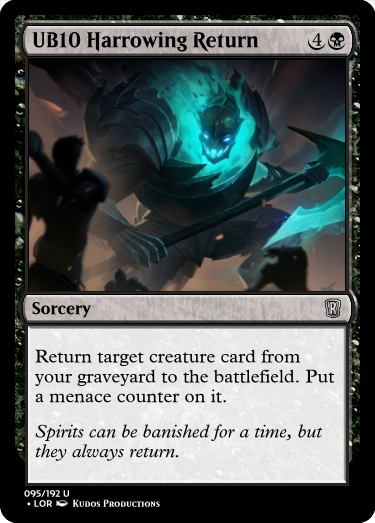 UB10 Harrowing Return 4
Sorcery
R
Return target creature card from
your graveyard to the battlefield. Put
a menace counter on it.
Spirits can be banished for a time, but
they always return.
095/192 U
• LOR Kudos Productions